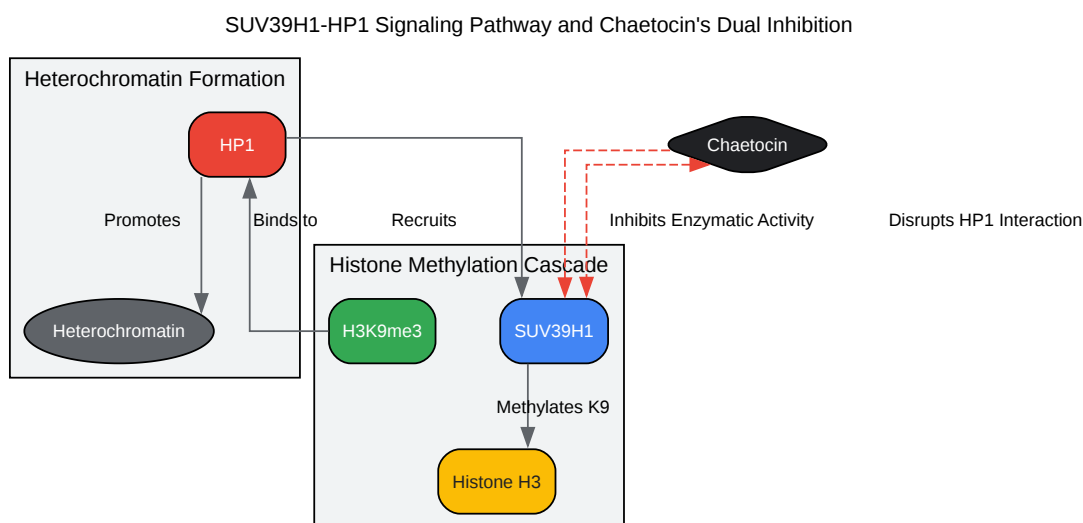 SUV39H1-HP1 Signaling Pathway and Chaetocin's Dual Inhibition
Heterochromatin Formation
HP1
Chaetocin
Promotes
Binds to
Recruits
Inhibits Enzymatic Activity
Disrupts HP1 Interaction
Histone Methylation Cascade
Heterochromatin
H3K9me3
SUV39H1
Methylates K9
Histone H3